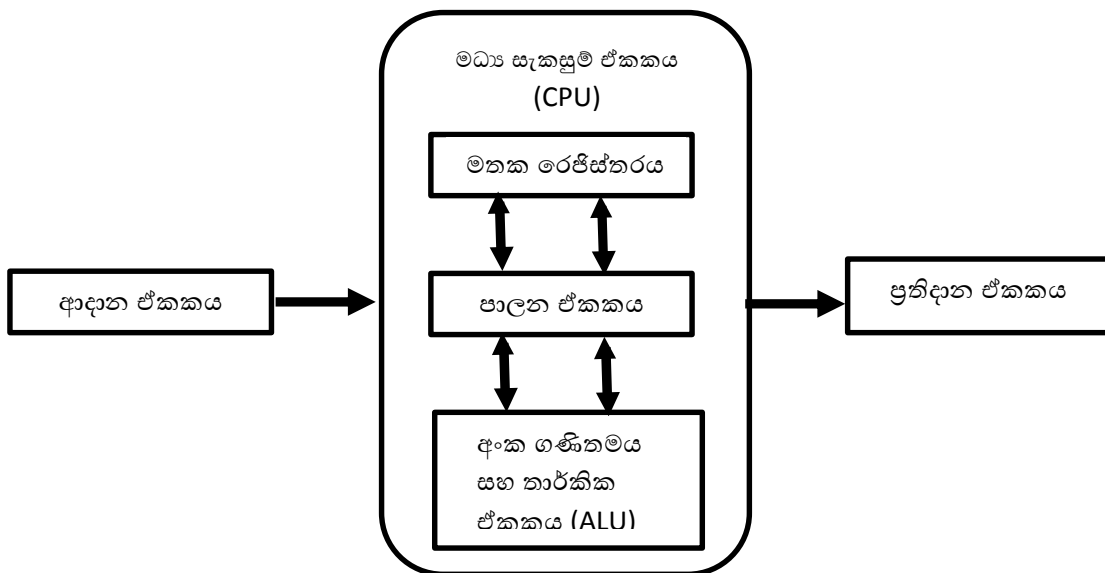 මධ්‍ය සැකසුම් ඒකකය
(CPU)
මතක රෙජිස්තරය
ආදාන ඒකකය
පාලන ඒකකය
ප්‍රතිදාන ඒකකය
අංක ගණිතමය
සහ තාර්කික
ඒකකය (ALU)